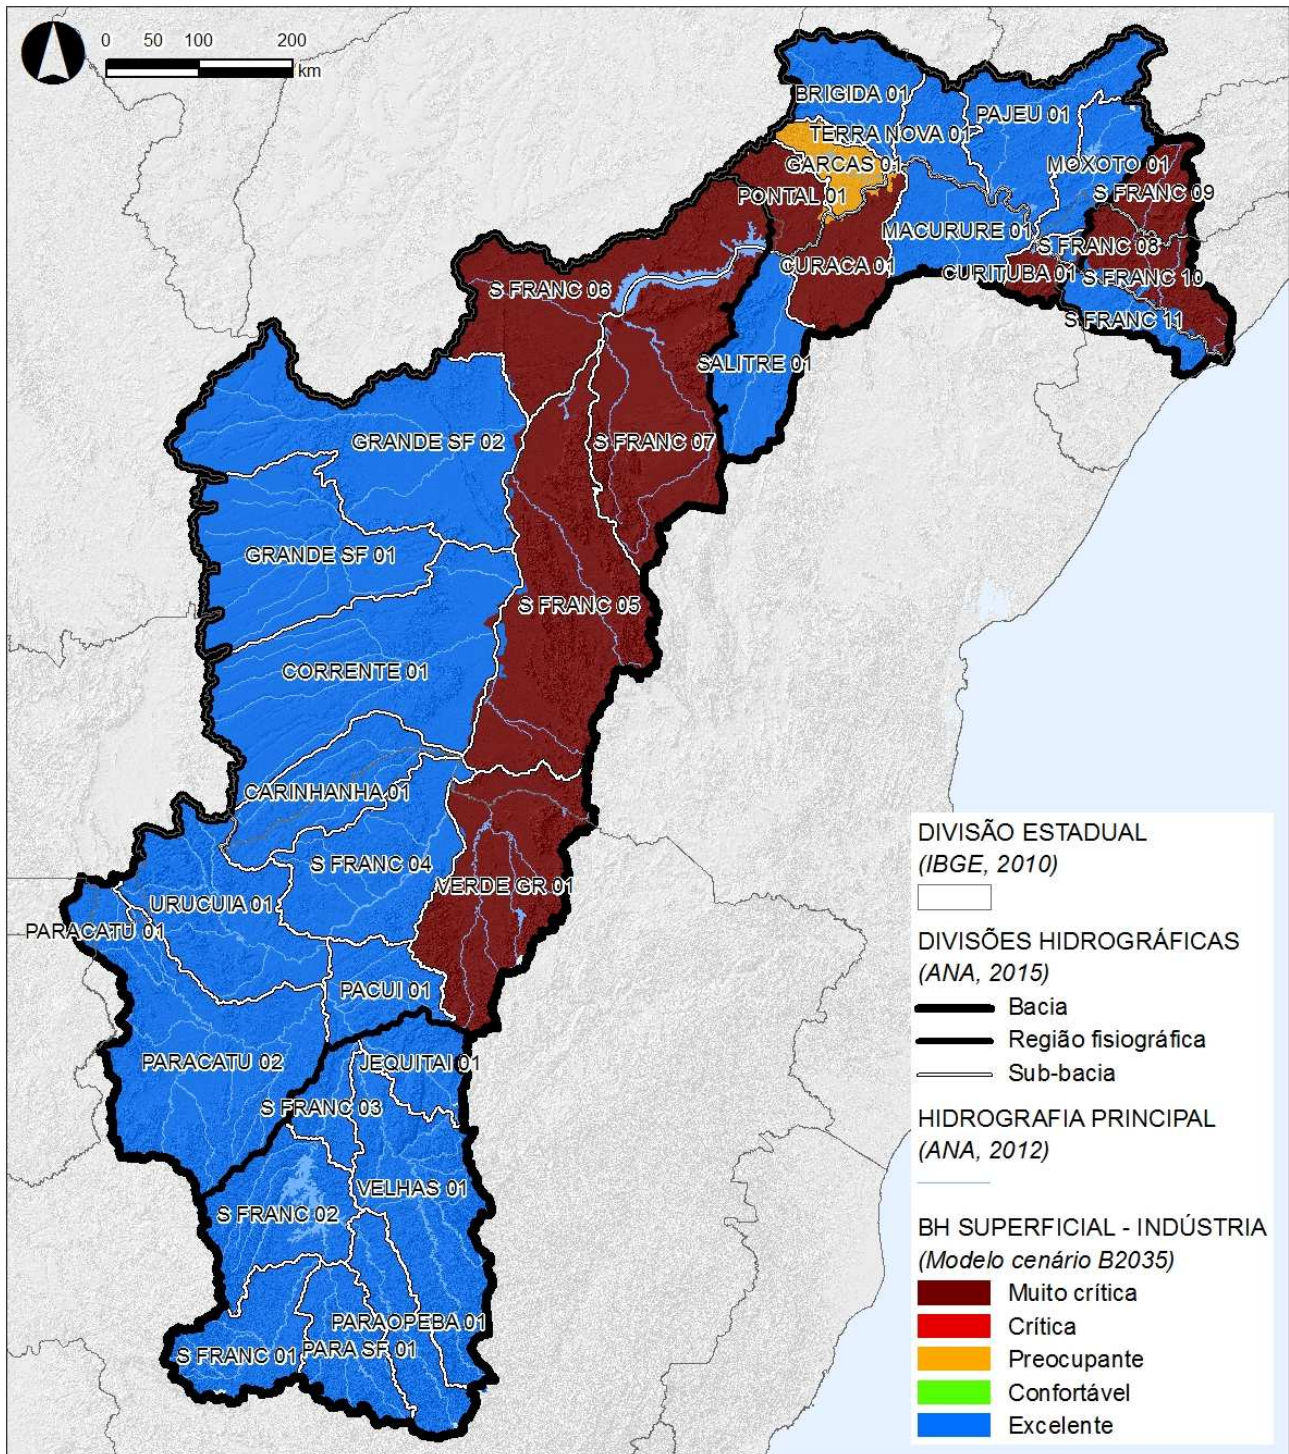 0 50 100 200
km
BRIGIDA 01
PAJEU 01
TERRA NOVA 01
GARCAS 01
MOXOTO 01
PONTAL 01
S FRANC 09
MACURURE 01
S FRANC 08
CURACA 01
CURITUBA 01
S FRANC 10
S FRANC 06
S FRANC 11
SALITRE 01
GRANDE SF 02
S FRANC 07
GRANDE SF 01
S FRANC 05
CORRENTE 01
CARINHANHA 01
S FRANC 04
VERDE GR 01
URUCUIA 01
PARACATU 01
PACUI 01
PARACATU 02
JEQUITAI 01
S FRANC 03
VELHAS 01
S FRANC 02
PARAOPEBA 01
PARA SF 01
S FRANC 01
DIVISÃO ESTADUAL
(IBGE, 2010)
DIVISÕES HIDROGRÁFICAS
(ANA, 2015)
Bacia
Região fisiográfica
Sub-bacia
HIDROGRAFIA PRINCIPAL
(ANA, 2012)
BH SUPERFICIAL - INDÚSTRIA
(Modelo cenário B2035)
Muito crítica
Crítica
Preocupante
Confortável
Excelente